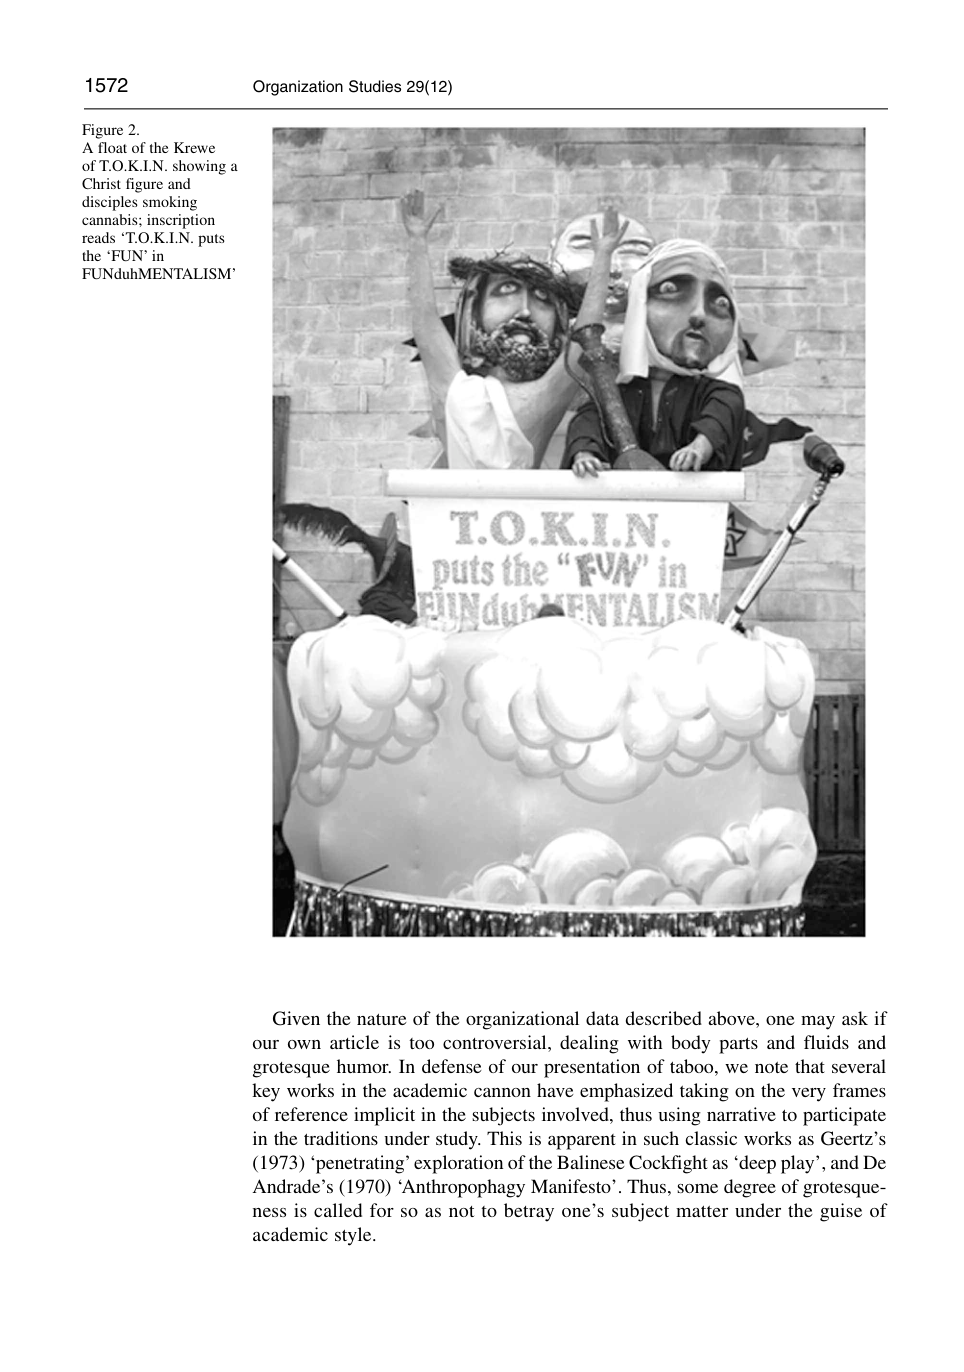 1572
Organization Studies 29(12)
Figure 2.
A float of the Krewe
of T.O.K.I.N. showing a
Christ figure and
disciples smoking
cannabis; inscription
reads ‘T.O.K.I.N. puts
the ‘FUN’ in
FUNduhMENTALISM’
T.O.K.I.N.
puts the “FUN” in
FUNduhMENTALISM
Given the nature of the organizational data described above, one may ask if
our own article is too controversial, dealing with body parts and fluids and
grotesque humor. In defense of our presentation of taboo, we note that several
key works in the academic cannon have emphasized taking on the very frames
of reference implicit in the subjects involved, thus using narrative to participate
in the traditions under study. This is apparent in such classic works as Geertz’s
(1973) ‘penetrating’ exploration of the Balinese Cockfight as ‘deep play’, and De
Andrade’s (1970) ‘Anthropophagy Manifesto’. Thus, some degree of grotesque-
ness is called for so as not to betray one’s subject matter under the guise of
academic style.